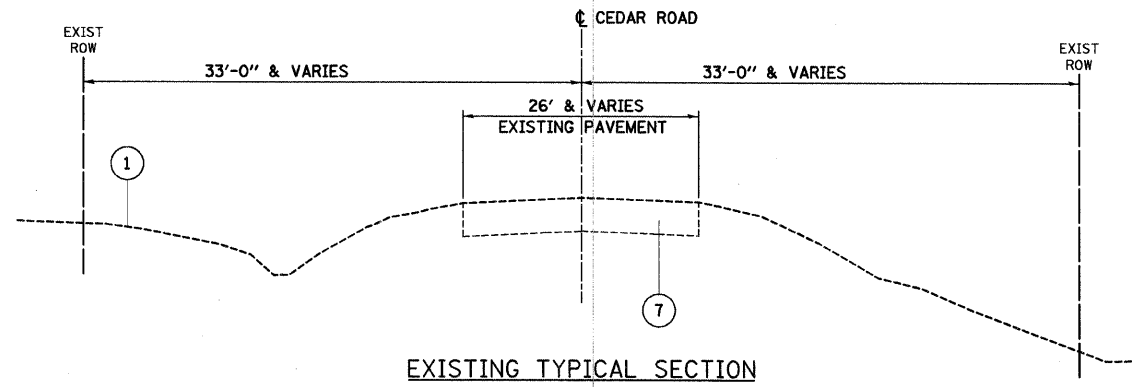 ℄ CEDAR ROAD
EXIST
ROW
EXIST
ROW
33'-0" & VARIES
33'-0" & VARIES
26' & VARIES
EXISTING PAVEMENT
1
7
EXISTING TYPICAL SECTION